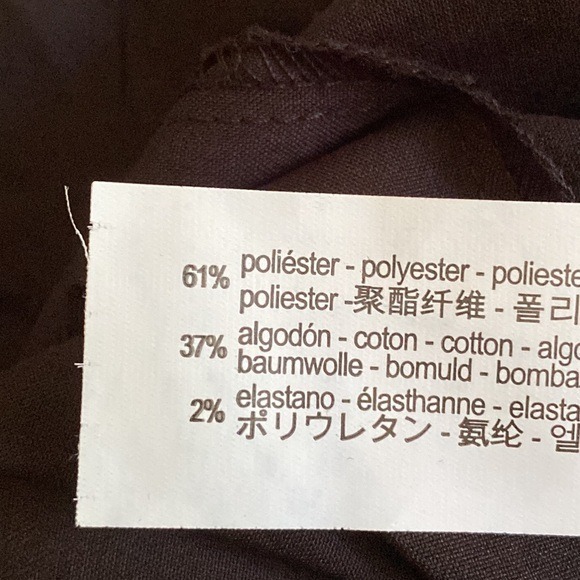 61% poliéster - polyester - polieste
poliester -聚酯纤维 - 폴리
37% algodón - coton - cotton - algo
baumwolle - bomuld - bomba
2% elastano - élasthanne - elasta
ポリウレタン - 氨纶 - 엘